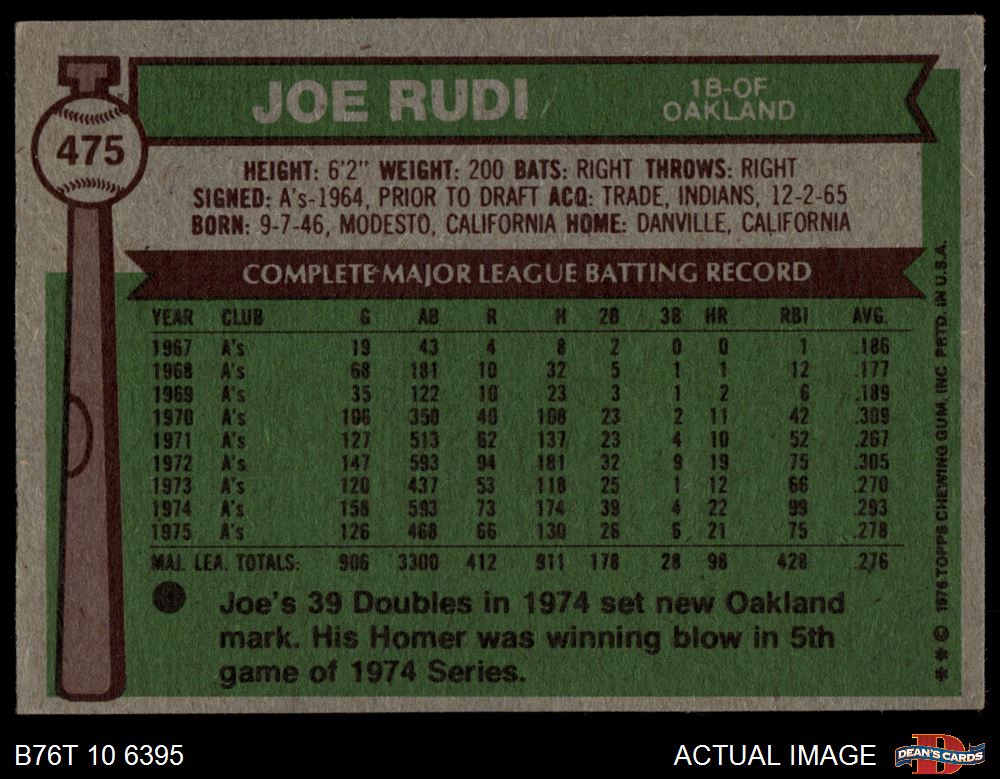 T
475
JOE RUDI
1B-OF
OAKLAND
HEIGHT: 6'2" WEIGHT: 200 BATS: RIGHT THROWS: RIGHT
SIGNED: A's-1964, PRIOR TO DRAFT ACQ: TRADE, INDIANS, 12-2-65
BORN: 9-7-46, MODESTO, CALIFORNIA HOME: DANVILLE, CALIFORNIA
COMPLETE MAJOR LEAGUE BATTING RECORD
YEAR CLUB G AB R H 2B 3B HR RBI AVG.
1967 A's 19 43 4 8 2 0 0 1 .186
1968 A's 68 181 10 32 5 1 1 12 .177
1969 A's 35 122 10 23 3 1 2 6 .189
1970 A's 106 350 40 108 23 2 11 42 .309
1971 A's 127 513 62 137 23 4 10 52 .267
1972 A's 147 593 94 181 32 9 19 75 .305
1973 A's 120 437 53 118 25 1 12 66 .270
1974 A's 158 593 73 174 39 4 22 99 .293
1975 A's 126 468 66 130 26 6 21 75 .278
MAJ. LEA. TOTALS: 906 3300 412 911 178 28 98 428 .276
Joe's 39 Doubles in 1974 set new Oakland
mark. His Homer was winning blow in 5th
game of 1974 Series.
** © 1976 TOPPS CHEWING GUM, INC PRTD. IN U.S.A.
B76T 10 6395
ACTUAL IMAGE
D
DEAN'S CARDS